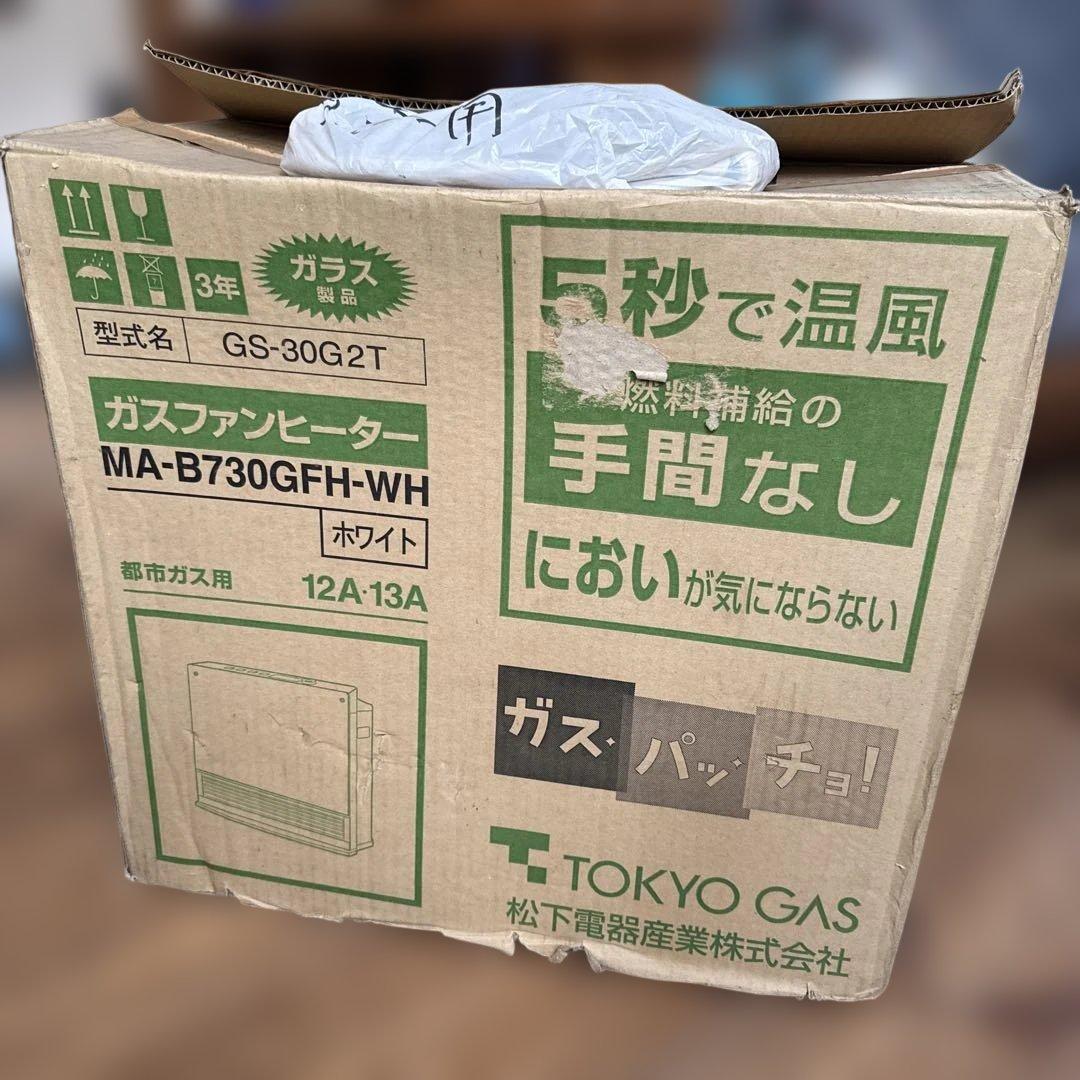 用
3年
ガラス
製品
型式名 GS-30G2T
ガスファンヒーター
MA-B730GFH-WH
ホワイト
都市ガス用 12A·13A
5秒で温風
燃料補給の
手間なし
においが気にならない
ガス・パッ・チョ!
TOKYO GAS
松下電器産業株式会社